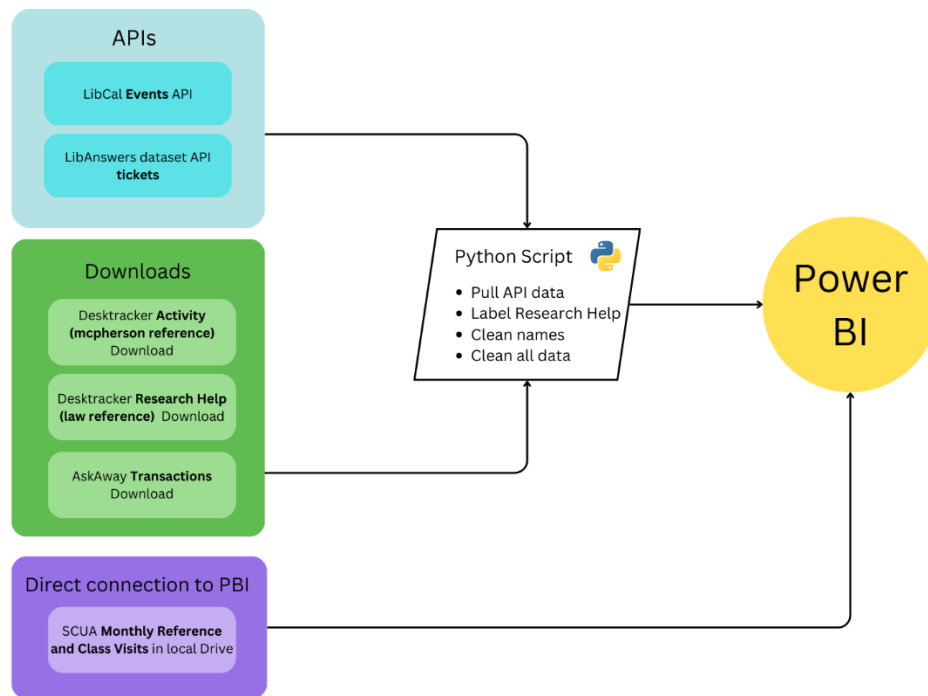 APIs
LibCal Events API
LibAnswers dataset API
tickets
Downloads
Desktracker Activity
(mcpherson reference)
Download
Desktracker Research Help
(law reference) Download
AskAway Transactions
Download
Direct connection to PBI
SCUA Monthly Reference
and Class Visits in local Drive
Python Script
• Pull API data
• Label Research Help
• Clean names
• Clean all data
Power
BI